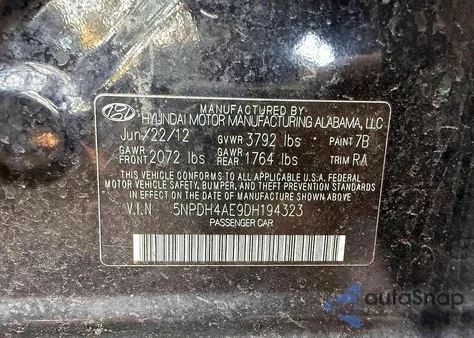 MANUFACTURED BY
HYUNDAI MOTOR MANUFACTURING ALABAMA, LLC
Jun/22/12 GVWR 3792 lbs PAINT 7B
GAWR FRONT 2072 lbs GAWR REAR 1764 lbs TRIM RA
THIS VEHICLE CONFORMS TO ALL APPLICABLE U.S.A. FEDERAL
MOTOR VEHICLE SAFETY, BUMPER, AND THEFT PREVENTION STANDARDS
IN EFFECT ON THE DATE OF MANUFACTURE SHOWN ABOVE.
V.I.N 5NPDH4AE9DH194323
PASSENGER CAR
autoSnap